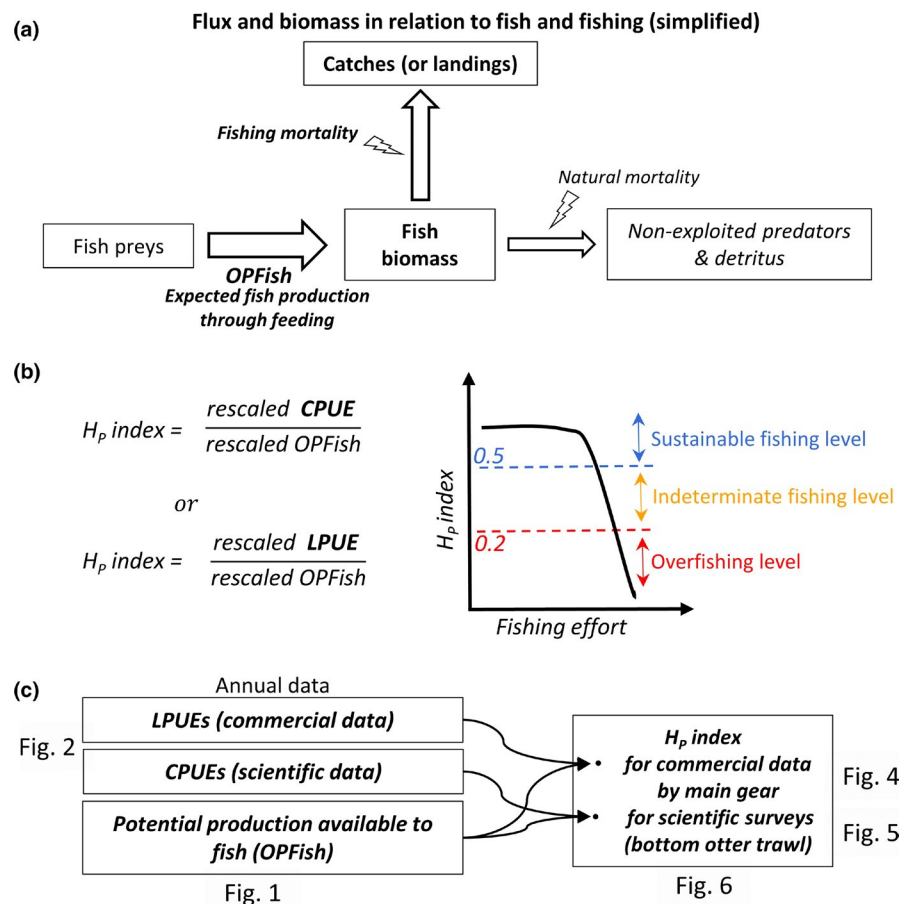 (a)
Flux and biomass in relation to fish and fishing (simplified)
Catches (or landings)
Fishing mortality
Natural mortality
Fish preys
OPFish
Expected fish production
through feeding
Fish
biomass
Non-exploited predators
& detritus
(b)
H_P index = rescaled CPUE
rescaled OPFish
or
H_P index = rescaled LPUE
rescaled OPFish
H_P index
0.5
0.2
Sustainable fishing level
Indeterminate fishing level
Overfishing level
Fishing effort
(c)
Annual data
LPUEs (commercial data)
Fig. 2
CPUEs (scientific data)
Potential production available to
fish (OPFish)
Fig. 1
H_P index
• for commercial data
by main gear
• for scientific surveys
(bottom otter trawl)
Fig. 4
Fig. 5
Fig. 6